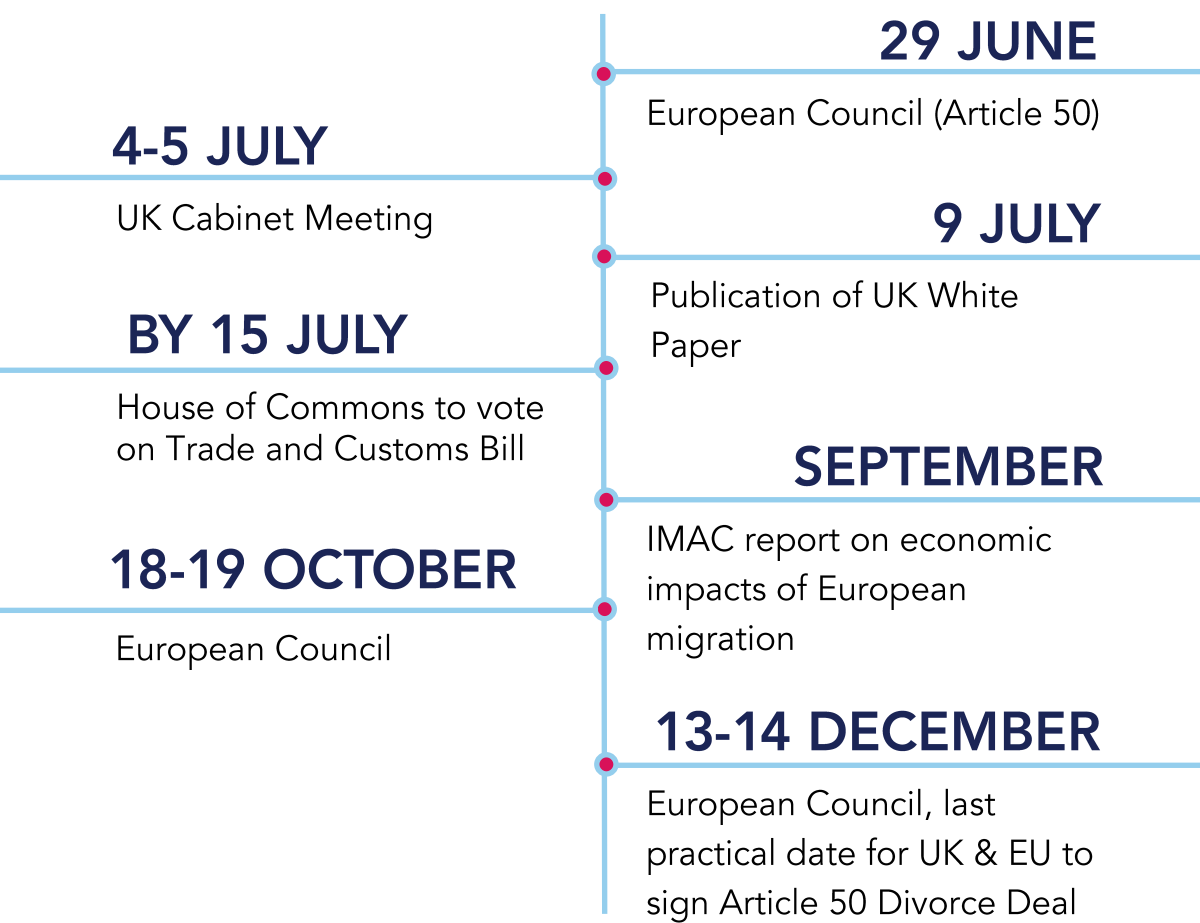 29 JUNE
European Council (Article 50)
4-5 JULY
UK Cabinet Meeting
9 JULY
Publication of UK White
Paper
BY 15 JULY
House of Commons to vote
on Trade and Customs Bill
SEPTEMBER
IMAC report on economic
impacts of European
migration
18-19 OCTOBER
European Council
13-14 DECEMBER
European Council, last
practical date for UK & EU to
sign Article 50 Divorce Deal